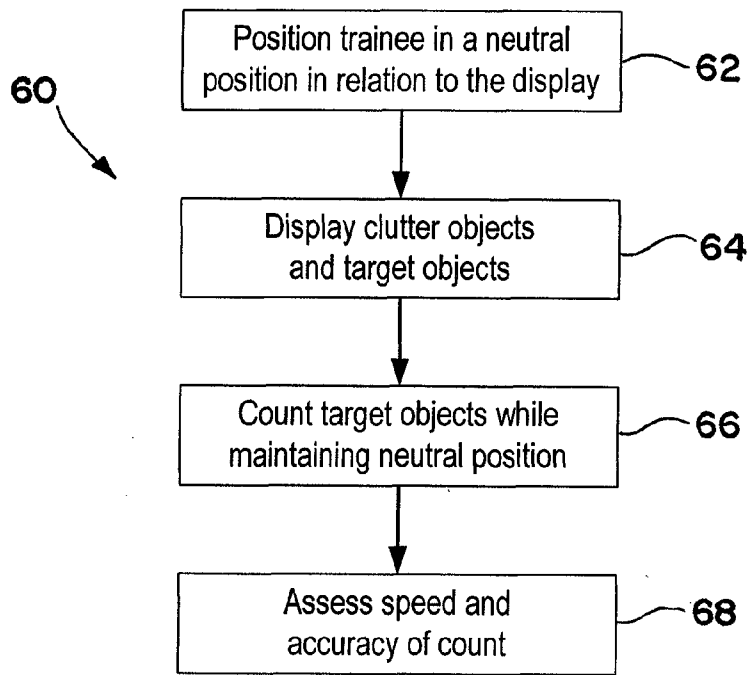 Position trainee in a neutral
position in relation to the display
62
60
Display clutter objects
and target objects
64
Count target objects while
maintaining neutral position
66
Assess speed and
accuracy of count
68